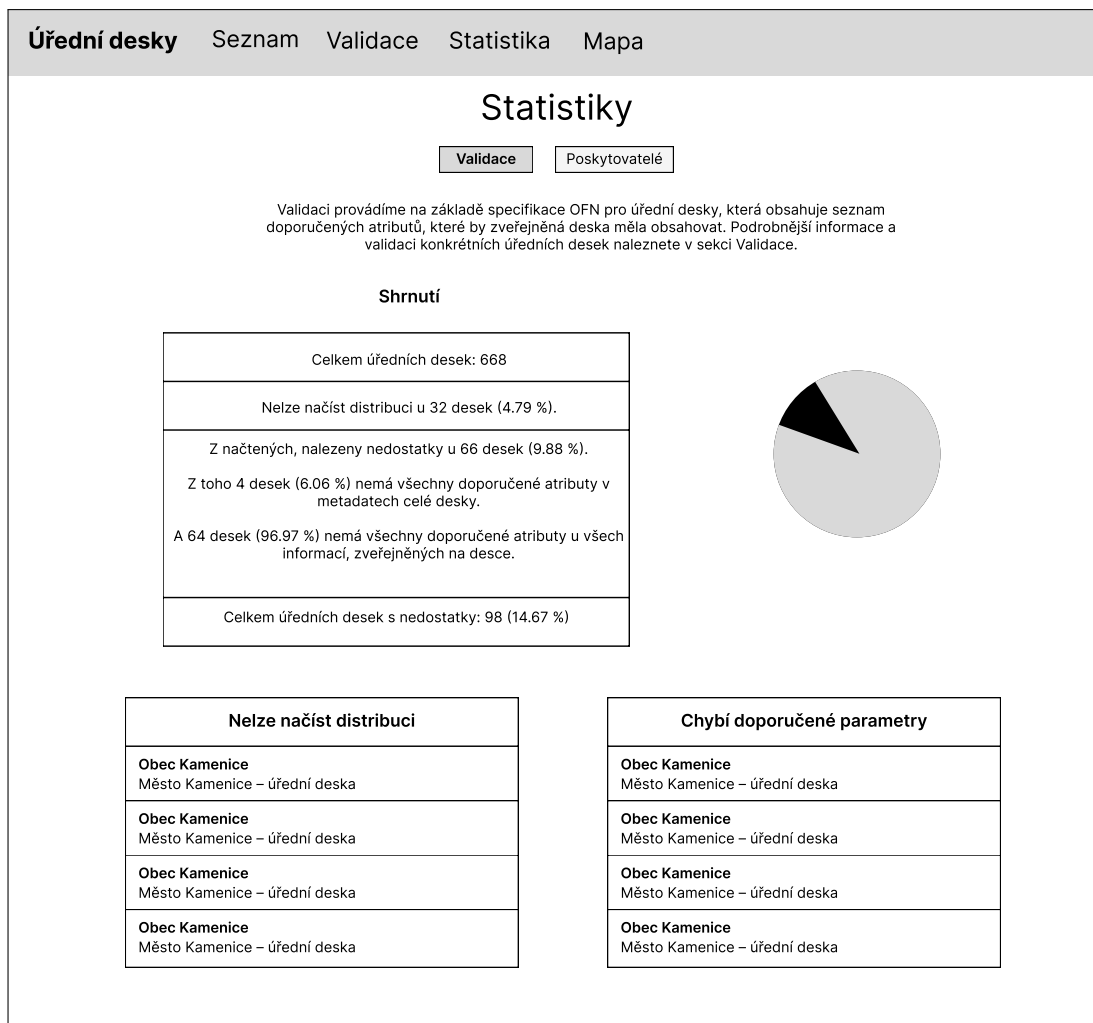 Úřední desky Seznam Validace Statistika Mapa
Statistiky
Validace Poskytovatelé
Validaci provádíme na základě specifikace OFN pro úřední desky, která obsahuje seznam
doporučených atributů, které by zveřejněná deska měla obsahovat. Podrobnější informace a
validaci konkrétních úředních desek naleznete v sekci Validace.
Shrnutí
Celkem úředních desek: 668
Nelze načíst distribuci u 32 desek (4.79 %).
Z načtených, nalezeny nedostatky u 66 desek (9.88 %).
Z toho 4 desek (6.06 %) nemá všechny doporučené atributy v
metadatech celé desky.
A 64 desek (96.97 %) nemá všechny doporučené atributy u všech
informací, zveřejněných na desce.
Celkem úředních desek s nedostatky: 98 (14.67 %)
Nelze načíst distribuci
Obec Kamenice
Město Kamenice – úřední deska
Obec Kamenice
Město Kamenice – úřední deska
Obec Kamenice
Město Kamenice – úřední deska
Obec Kamenice
Město Kamenice – úřední deska
Chybí doporučené parametry
Obec Kamenice
Město Kamenice – úřední deska
Obec Kamenice
Město Kamenice – úřední deska
Obec Kamenice
Město Kamenice – úřední deska
Obec Kamenice
Město Kamenice – úřední deska